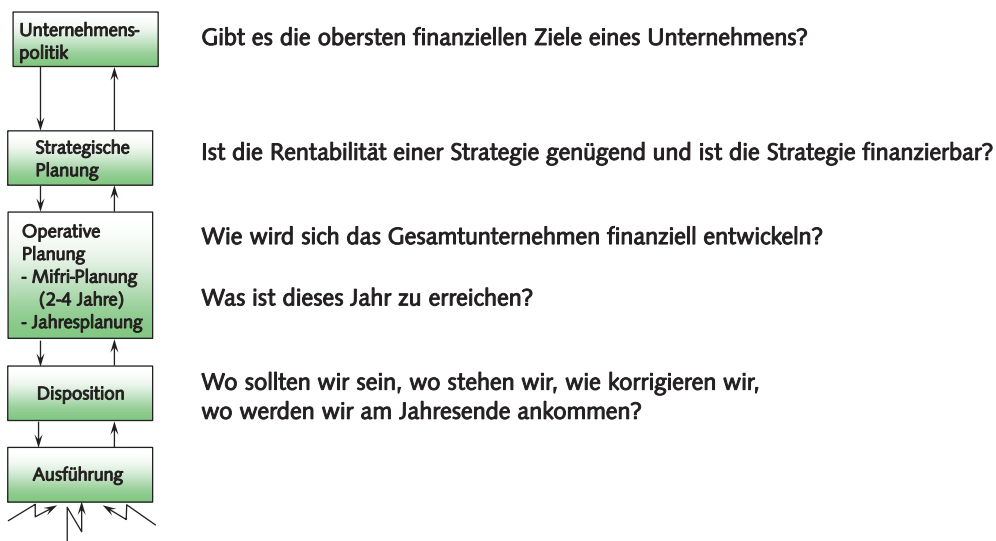 Unternehmens-
politik
Gibt es die obersten finanziellen Ziele eines Unternehmens?
Strategische
Planung
Ist die Rentabilität einer Strategie genügend und ist die Strategie finanzierbar?
Operative
Planung
- Mifri-Planung
(2-4 Jahre)
- Jahresplanung
Wie wird sich das Gesamtunternehmen finanziell entwickeln?
Was ist dieses Jahr zu erreichen?
Disposition
Wo sollten wir sein, wo stehen wir, wie korrigieren wir,
wo werden wir am Jahresende ankommen?
Ausführung